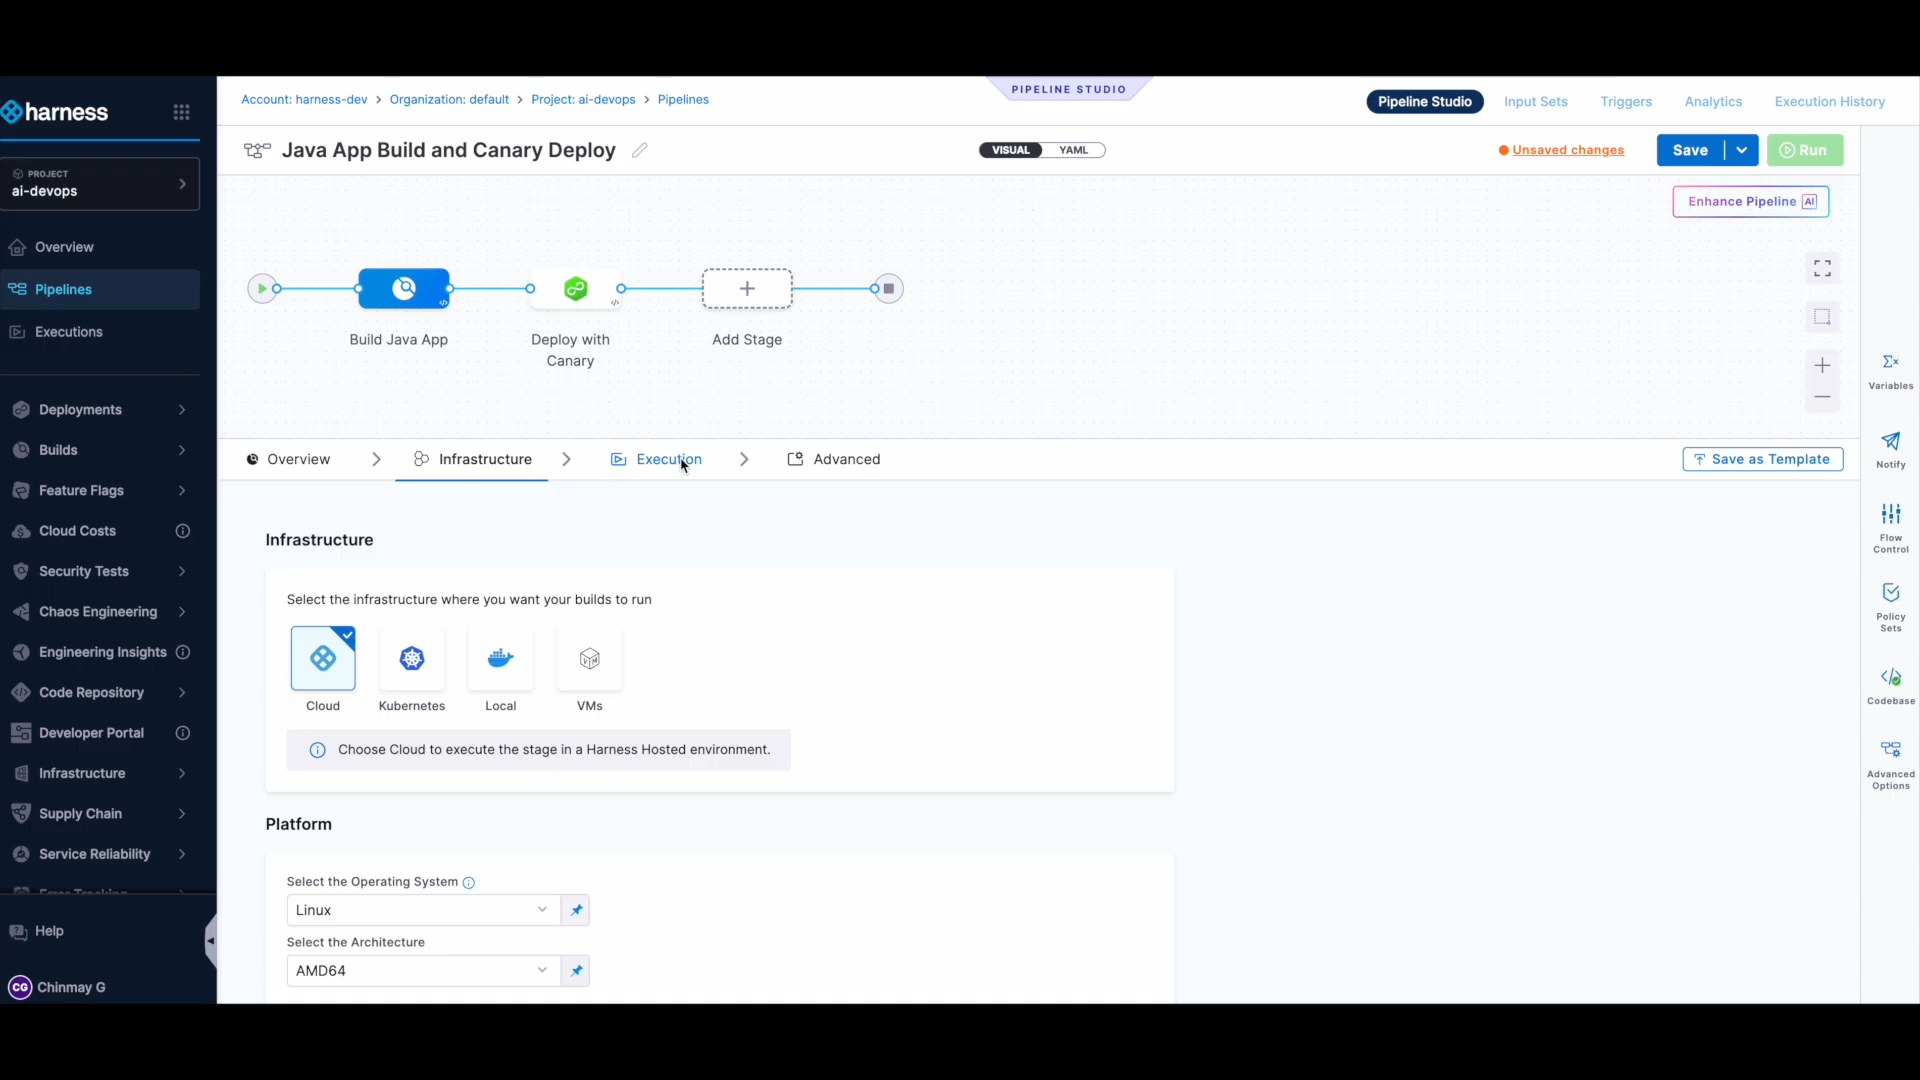 harness
PROJECT
ai-devops
Overview
Pipelines
Executions
Deployments
Builds
Feature Flags
Cloud Costs
Security Tests
Chaos Engineering
Engineering Insights
Code Repository
Developer Portal
Infrastructure
Supply Chain
Service Reliability
Error Tracking
Help
CG Chinmay G
Account: harness-dev > Organization: default > Project: ai-devops > Pipelines
PIPELINE STUDIO
Pipeline Studio Input Sets Triggers Analytics Execution History
Java App Build and Canary Deploy
VISUAL YAML
Unsaved changes
Save
Run
Enhance Pipeline AI
Build Java App
Deploy with
Canary
Add Stage
Overview > Infrastructure > Execution > Advanced
Save as Template
Infrastructure
Select the infrastructure where you want your builds to run
VM
Cloud Kubernetes Local VMs
Choose Cloud to execute the stage in a Harness Hosted environment.
Platform
Select the Operating System
Linux
Select the Architecture
AMD64
Variables
Notify
Flow
Control
Policy
Sets
Codebase
Advanced
Options